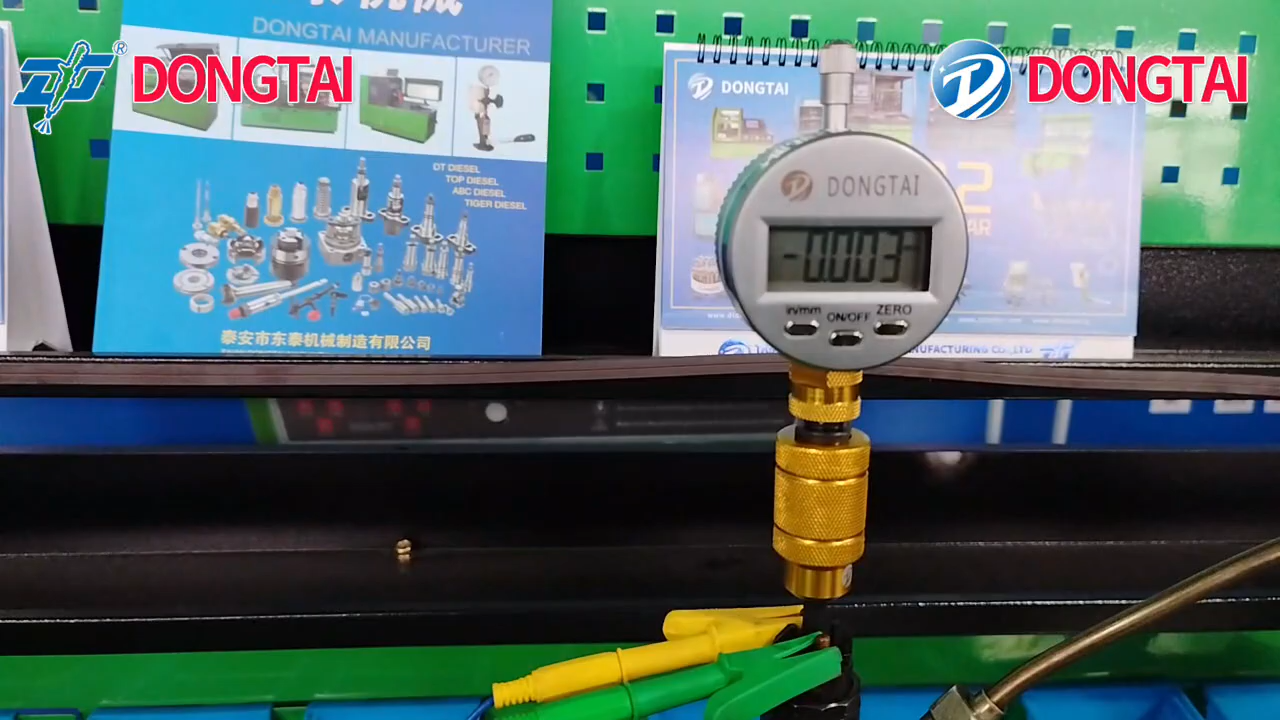 DONGTAI MANUFACTURER
DONGTAI
DT DIESEL
TOP DIESEL
ABC DIESEL
TIGER DIESEL
泰安市东泰机械制造有限公司
DONGTAI
DONGTAI
DONGTAI
-0.003
in/mm
ON/OFF
ZERO